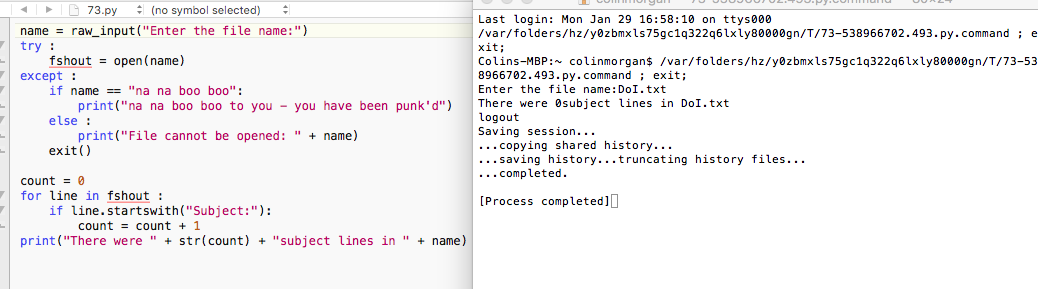 73.py (no symbol selected)
name = raw_input("Enter the file name:")
try :
fshout = open(name)
except :
if name == "na na boo boo":
print("na na boo boo to you - you have been punk'd")
else :
print("File cannot be opened: " + name)
exit()
count = 0
for line in fshout :
if line.startswith("Subject:"):
count = count + 1
print("There were " + str(count) + "subject lines in " + name)
Last login: Mon Jan 29 16:58:10 on ttys000
/var/folders/hz/y0zbmxls75gc1q322q6lxly80000gn/T/73-538966702.493.py.command ; e
xit;
Colins-MBP:~ colinmorgan$ /var/folders/hz/y0zbmxls75gc1q322q6lxly80000gn/T/73-53
8966702.493.py.command ; exit;
Enter the file name:DoI.txt
There were 0subject lines in DoI.txt
logout
Saving session...
...copying shared history...
...saving history...truncating history files...
...completed.
[Process completed]